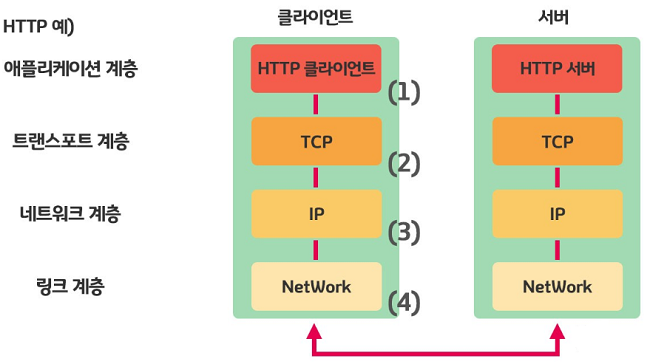 클라이언트 서버
HTTP 예)
애플리케이션 계층 HTTP 클라이언트 HTTP 서버
(1)
트랜스포트 계층 TCP TCP
(2)
네트워크 계층 IP IP
(3)
링크 계층 NetWork NetWork
(4)